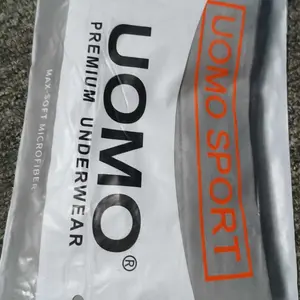 UOMO SPORT
UOMO®
PREMIUM UNDERWEAR
MAX-SOFT MICROFIBER